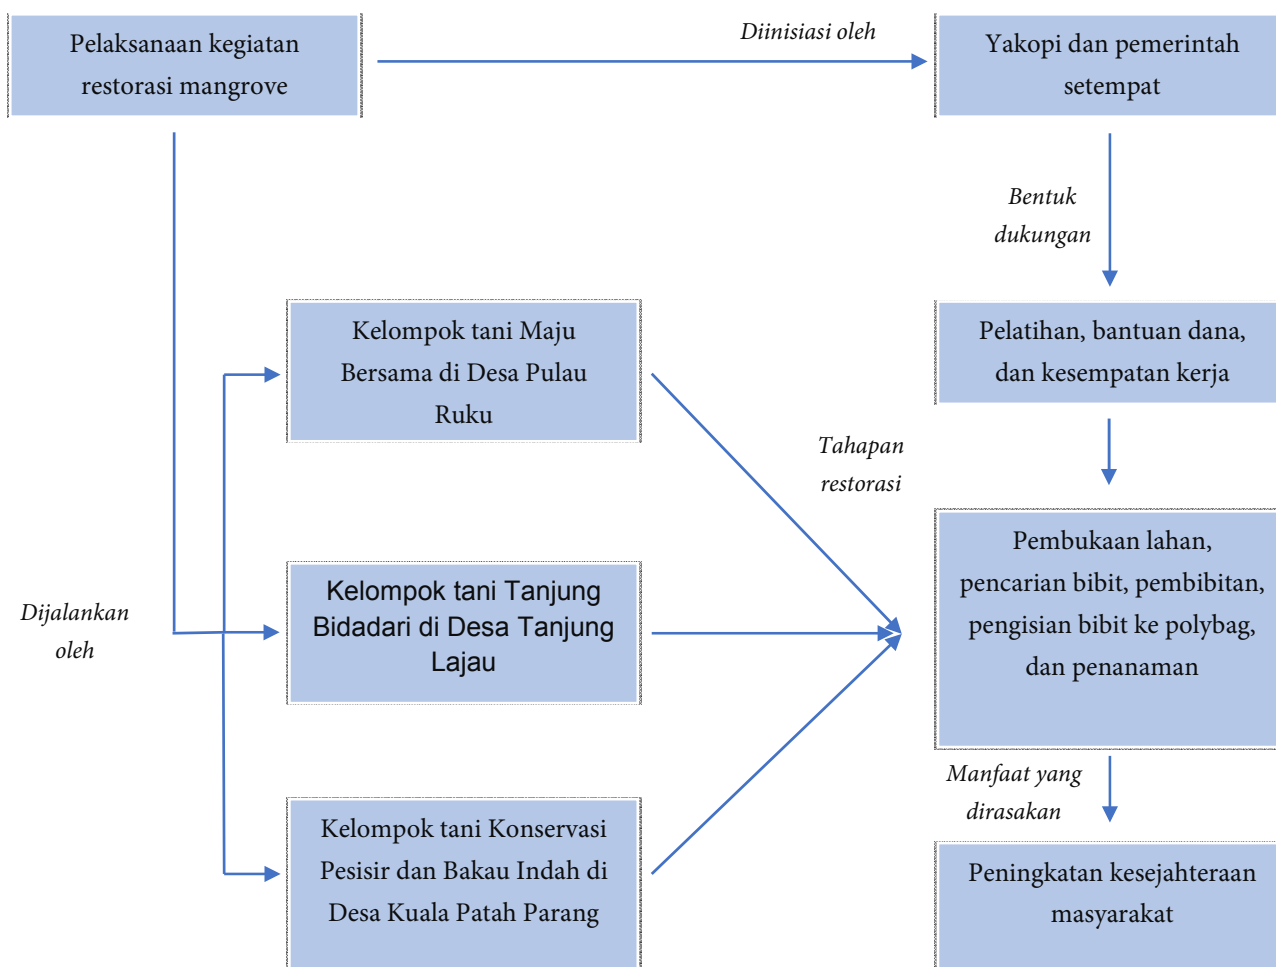 Pelaksanaan kegiatan
restorasi mangrove
Diinisiasi oleh
Yakopi dan pemerintah
setempat
Bentuk
dukungan
Pelatihan, bantuan dana,
dan kesempatan kerja
Kelompok tani Maju
Bersama di Desa Pulau
Ruku
Tahapan
restorasi
Pembukaan lahan,
pencarian bibit, pembibitan,
pengisian bibit ke polybag,
dan penanaman
Dijalankan
oleh
Kelompok tani Tanjung
Bidadari di Desa Tanjung
Lajau
Manfaat yang
dirasakan
Kelompok tani Konservasi
Pesisir dan Bakau Indah di
Desa Kuala Patah Parang
Peningkatan kesejahteraan
masyarakat